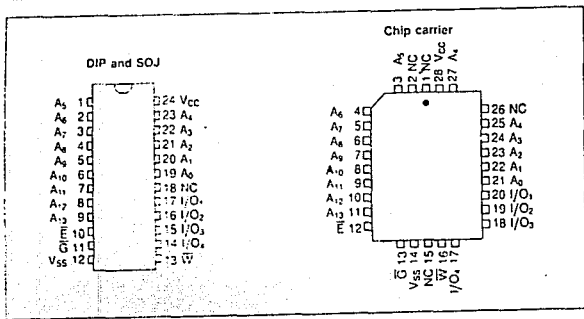 Chip carrier
DIP and SOJ
A5 1 24 VCC
A6 2 23 A4
A7 3 22 A3
A8 4 21 A2
A9 5 20 A1
A10 6 19 A0
A11 7 18 NC
A12 8 17 I/O1
A13 9 16 I/O2
E̅ 10 15 I/O3
G̅ 11 14 I/O4
VSS 12 13 W̅
A5 NC NC VCC A4
3 2 1 28 27
A6 4 26 NC
A7 5 25 A4
A8 6 24 A3
A9 7 23 A2
A10 8 22 A1
A11 9 21 A0
A12 10 20 I/O1
A13 11 19 I/O2
E̅ 12 18 I/O3
13 14 15 16 17
G̅ VSS NC W̅ I/O4